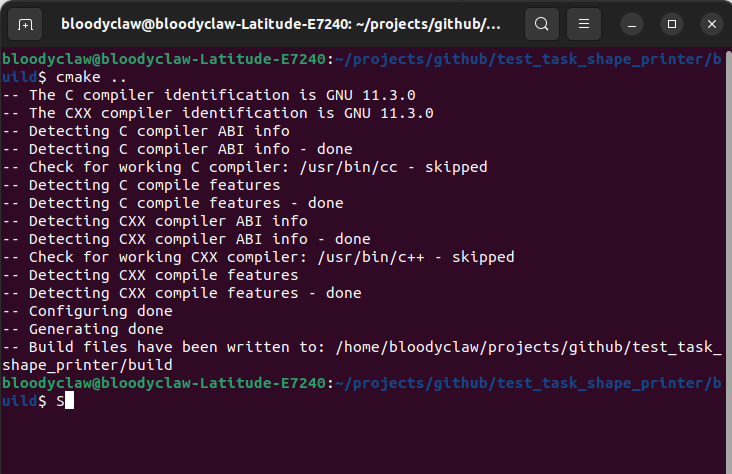 bloodyclaw@bloodyclaw-Latitude-E7240: ~/projects/github/...
bloodyclaw@bloodyclaw-Latitude-E7240:~/projects/github/test_task_shape_printer/b
uild$ cmake ..
-- The C compiler identification is GNU 11.3.0
-- The CXX compiler identification is GNU 11.3.0
-- Detecting C compiler ABI info
-- Detecting C compiler ABI info - done
-- Check for working C compiler: /usr/bin/cc - skipped
-- Detecting C compile features
-- Detecting C compile features - done
-- Detecting CXX compiler ABI info
-- Detecting CXX compiler ABI info - done
-- Check for working CXX compiler: /usr/bin/c++ - skipped
-- Detecting CXX compile features
-- Detecting CXX compile features - done
-- Configuring done
-- Generating done
-- Build files have been written to: /home/bloodyclaw/projects/github/test_task_
shape_printer/build
bloodyclaw@bloodyclaw-Latitude-E7240:~/projects/github/test_task_shape_printer/b
uild$ S